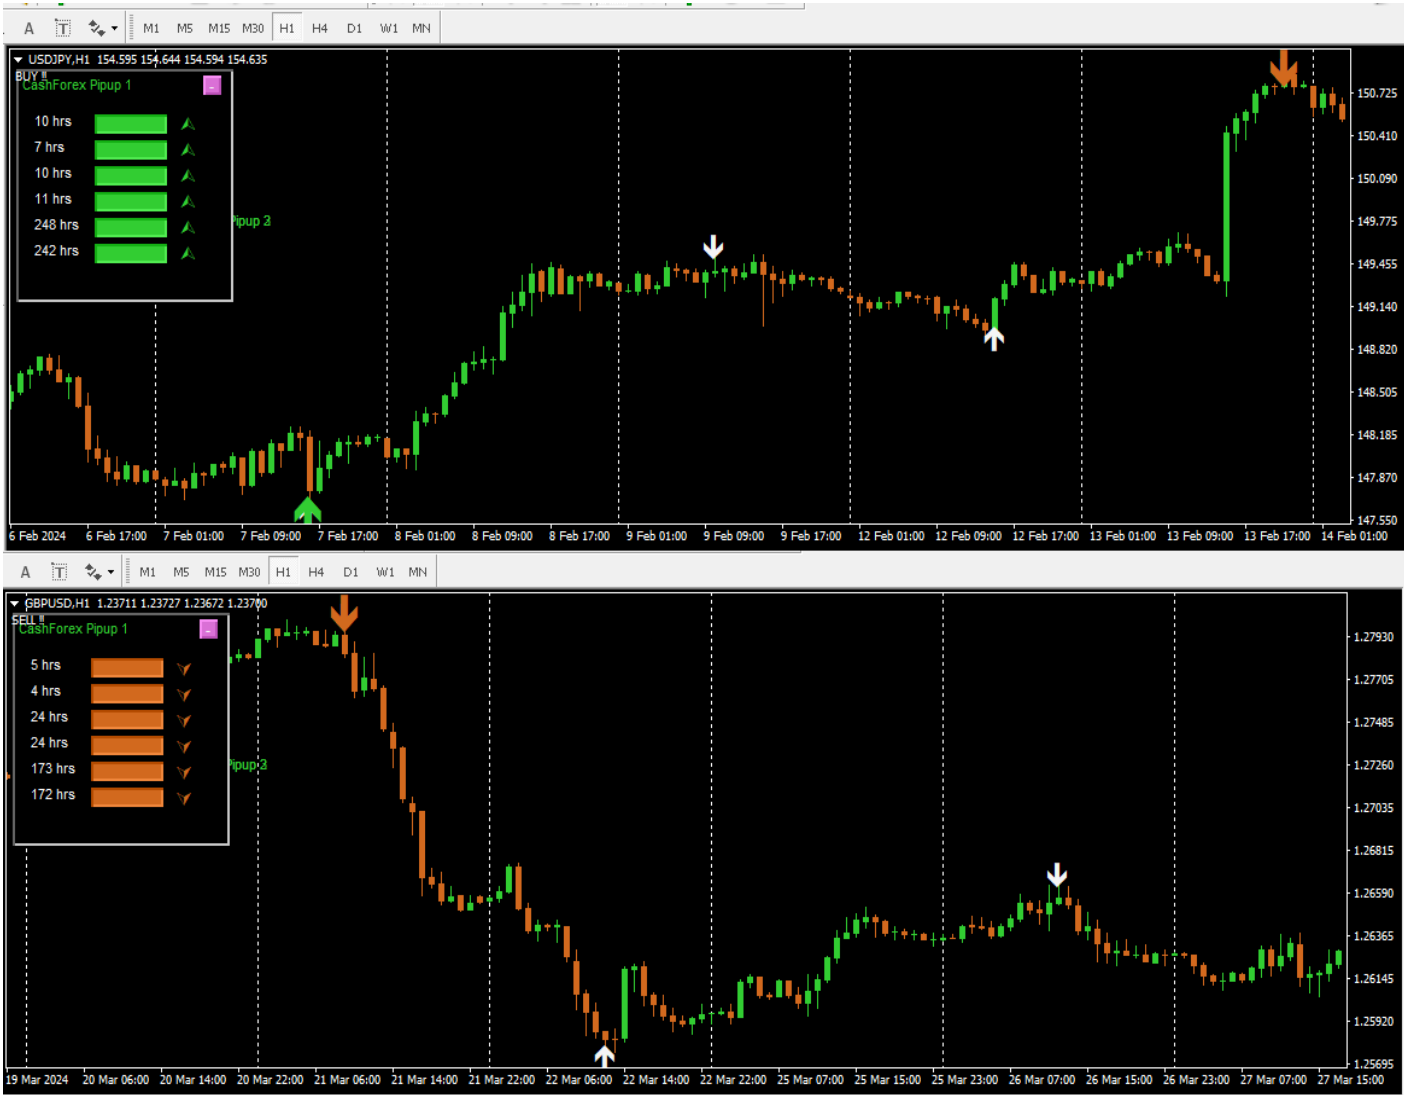 A T M1 M5 M15 M30 H1 H4 D1 W1 MN
USDJPY,H1 154.595 154.644 154.594 154.635
BUY !!
CashForex Pipup 1
10 hrs
7 hrs
10 hrs
11 hrs
248 hrs
242 hrs
Pipup
150.725
150.410
150.090
149.775
149.455
149.140
148.820
148.505
148.185
147.870
147.550
6 Feb 2024 6 Feb 17:00 7 Feb 01:00 7 Feb 09:00 7 Feb 17:00 8 Feb 01:00 8 Feb 09:00 8 Feb 17:00 9 Feb 01:00 9 Feb 09:00 9 Feb 17:00 12 Feb 01:00 12 Feb 09:00 12 Feb 17:00 13 Feb 01:00 13 Feb 09:00 13 Feb 17:00 14 Feb 01:00
A T M1 M5 M15 M30 H1 H4 D1 W1 MN
GBPUSD,H1 1.23711 1.23727 1.23672 1.23700
SELL !!
CashForex Pipup 1
5 hrs
4 hrs
24 hrs
24 hrs
173 hrs
172 hrs
Pipup
1.27930
1.27705
1.27485
1.27260
1.27035
1.26815
1.26590
1.26365
1.26145
1.25920
1.25695
19 Mar 2024 20 Mar 06:00 20 Mar 14:00 20 Mar 22:00 21 Mar 06:00 21 Mar 14:00 21 Mar 22:00 22 Mar 06:00 22 Mar 14:00 22 Mar 22:00 25 Mar 07:00 25 Mar 15:00 25 Mar 23:00 26 Mar 07:00 26 Mar 15:00 26 Mar 23:00 27 Mar 07:00 27 Mar 15:00